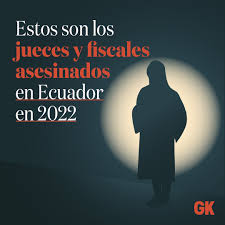 Estos son los
jueces y fiscales
asesinados
en Ecuador
en 2022
GK